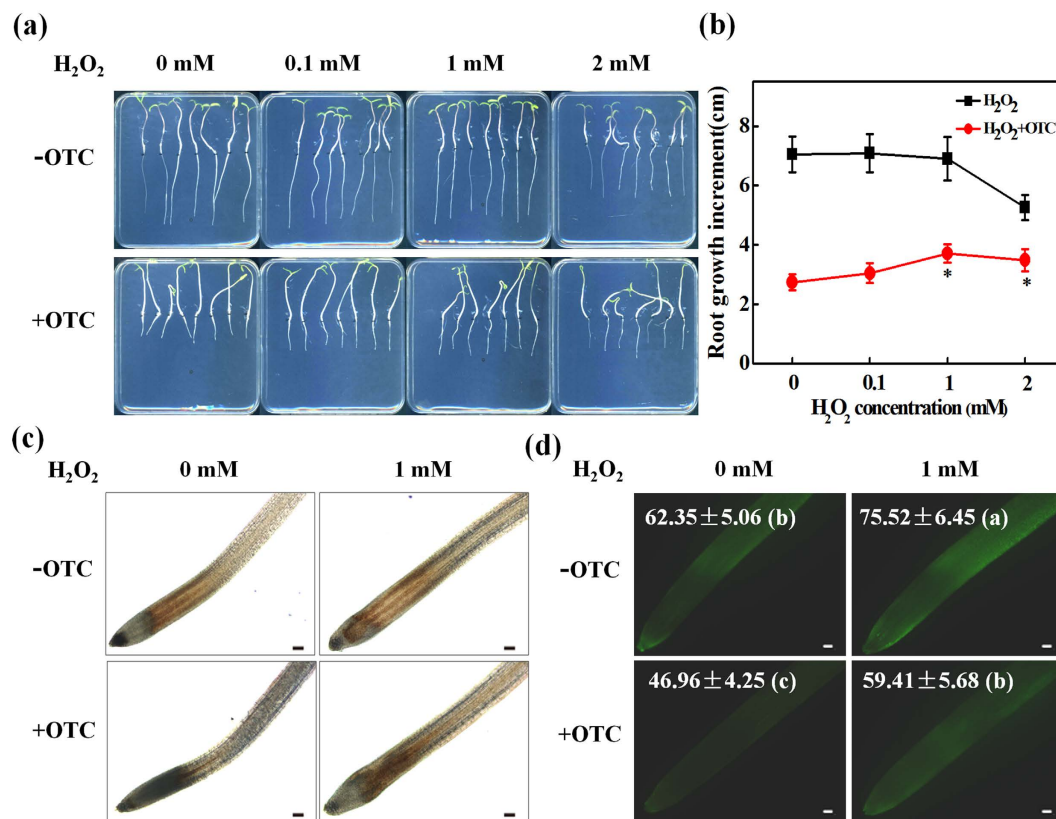 (a)
H₂O₂ 0 mM 0.1 mM 1 mM 2 mM
-OTC
+OTC
(b)
Root growth increment(cm)
8
6
4
2
0
H₂O₂
H₂O₂+OTC
*
*
0 0.1 1 2
H₂O₂ concentration (mM)
(c)
H₂O₂ 0 mM 1 mM
-OTC
+OTC
(d)
H₂O₂ 0 mM 1 mM
-OTC
62.35±5.06 (b) 75.52±6.45 (a)
+OTC
46.96±4.25 (c) 59.41±5.68 (b)